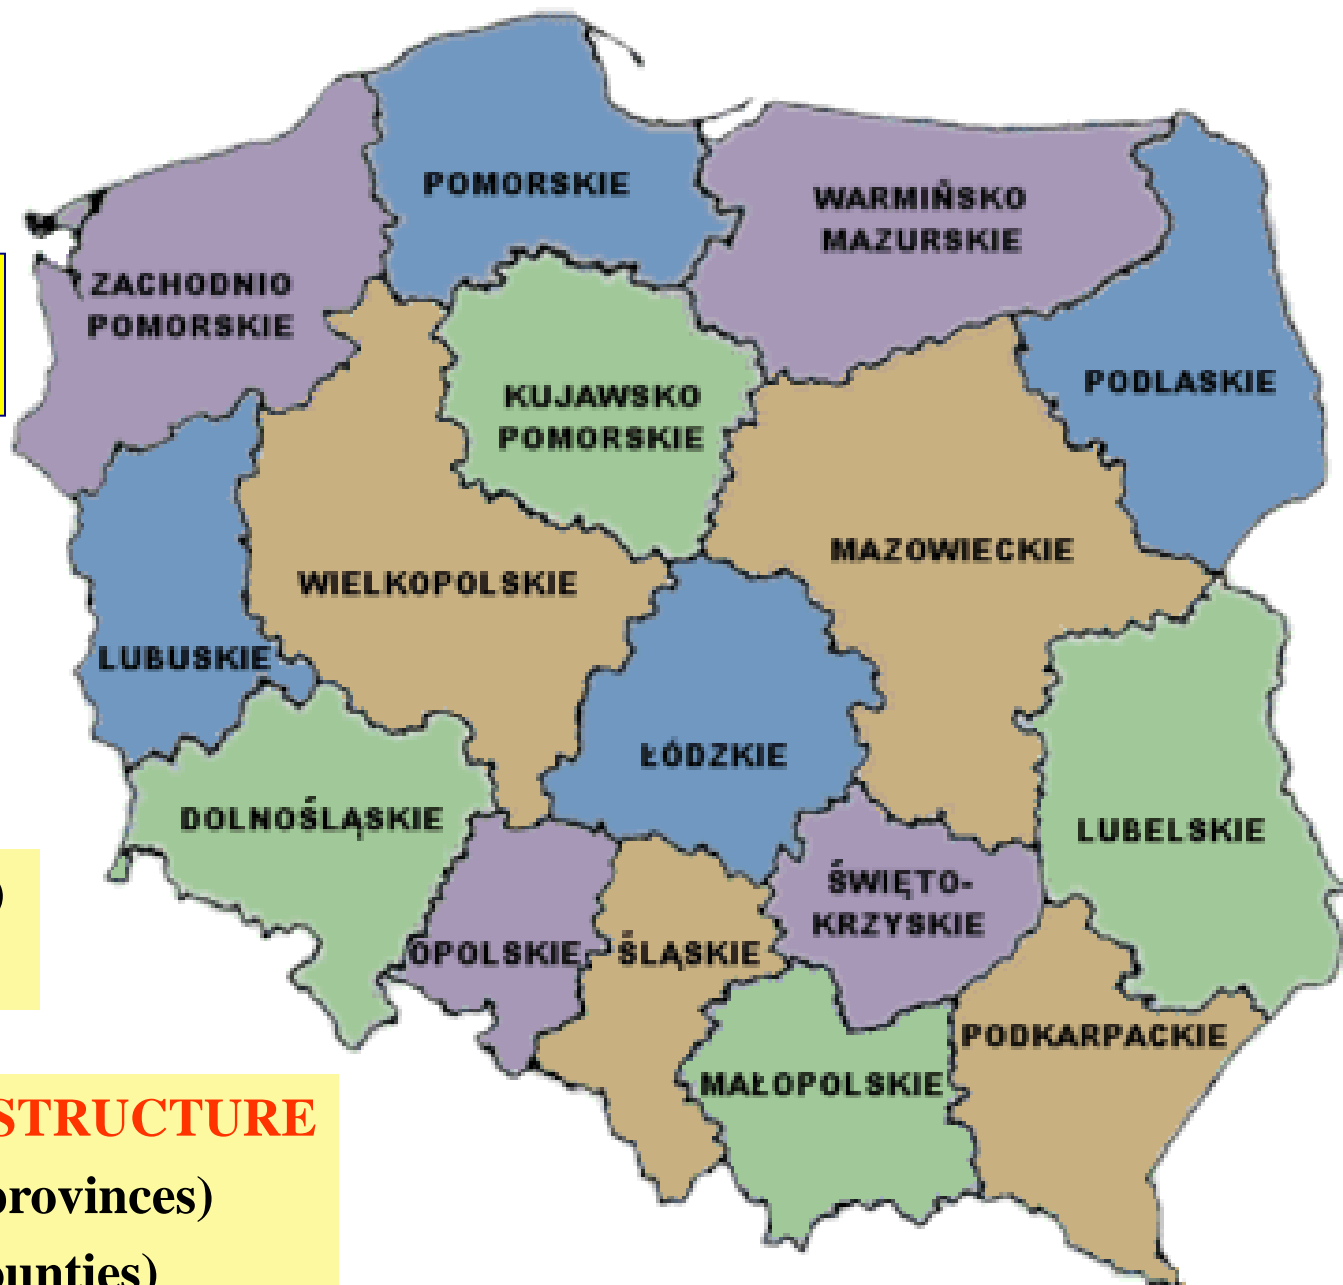 POMORSKIE
WARMIŃSKO
MAZURSKIE
ZACHODNIO
POMORSKIE
PODLASKIE
KUJAWSKO
POMORSKIE
MAZOWIECKIE
WIELKOPOLSKIE
LUBUSKIE
ŁÓDZKIE
DOLNOŚLĄSKIE
LUBELSKIE
ŚWIĘTO-
KRZYSKIE
OPOLSKIE
ŚLĄSKIE
PODKARPACKIE
MAŁOPOLSKIE
)
STRUCTURE
provinces)
ounties)